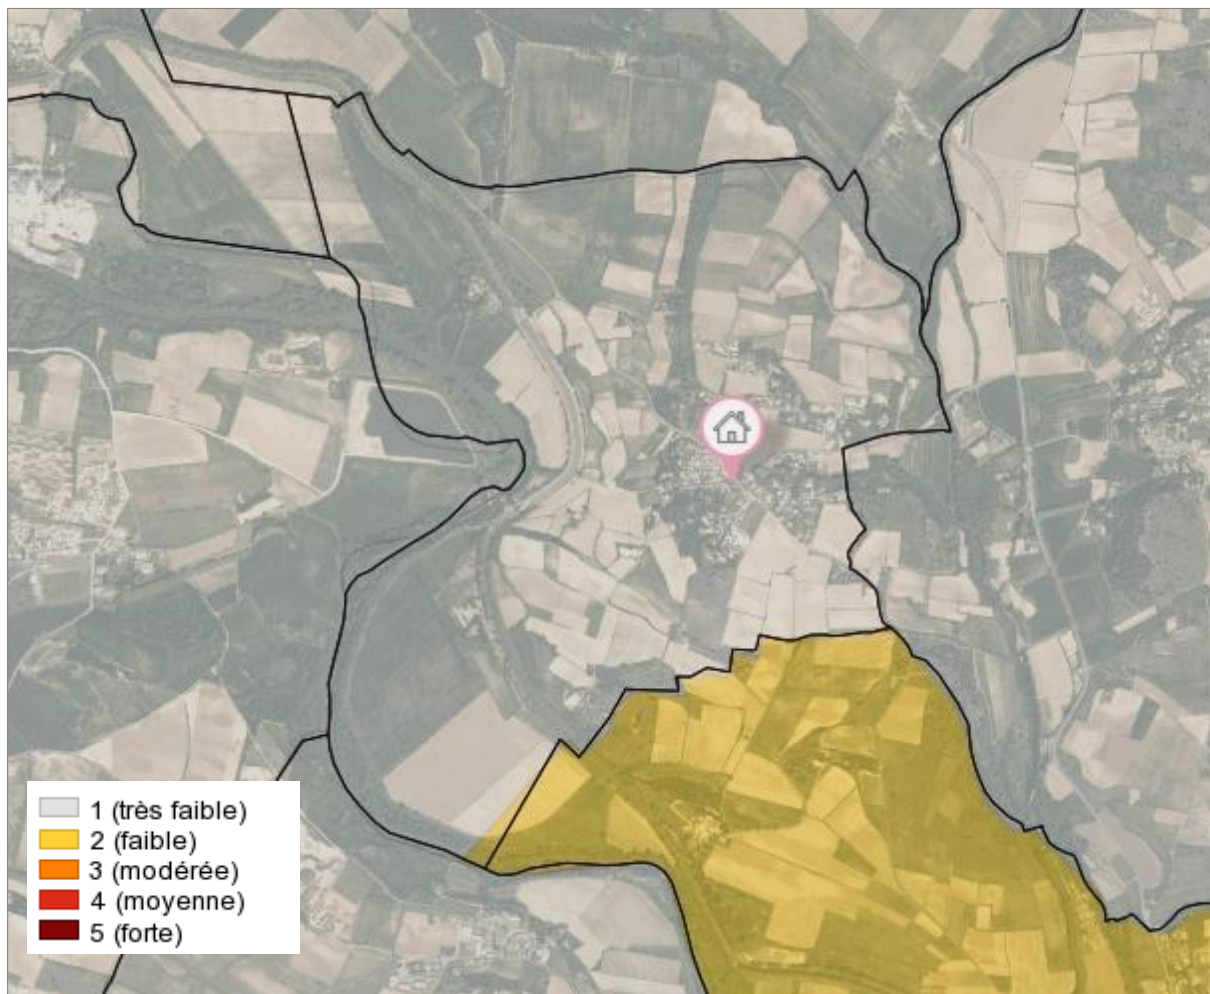 1 (très faible)
2 (faible)
3 (modérée)
4 (moyenne)
5 (forte)